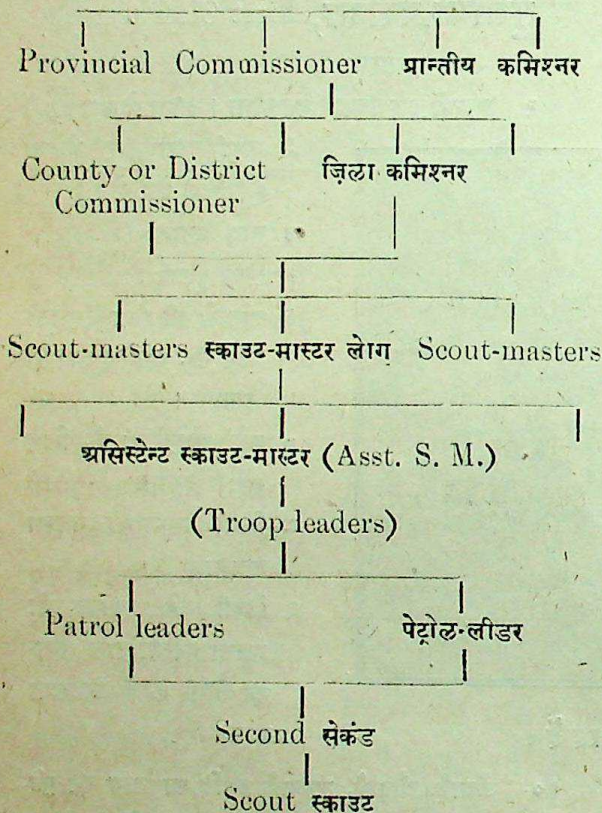 Provincial Commissioner प्रान्तीय कमिश्नर
County or District ज़िला कमिश्नर
Commissioner
Scout-masters स्काउट-मास्टर लोग Scout-masters
असिस्टेन्ट स्काउट-मास्टर (Asst. S. M.)
(Troop leaders)
Patrol leaders पेट्रोल-लीडर
Second सेकंड
Scout स्काउट